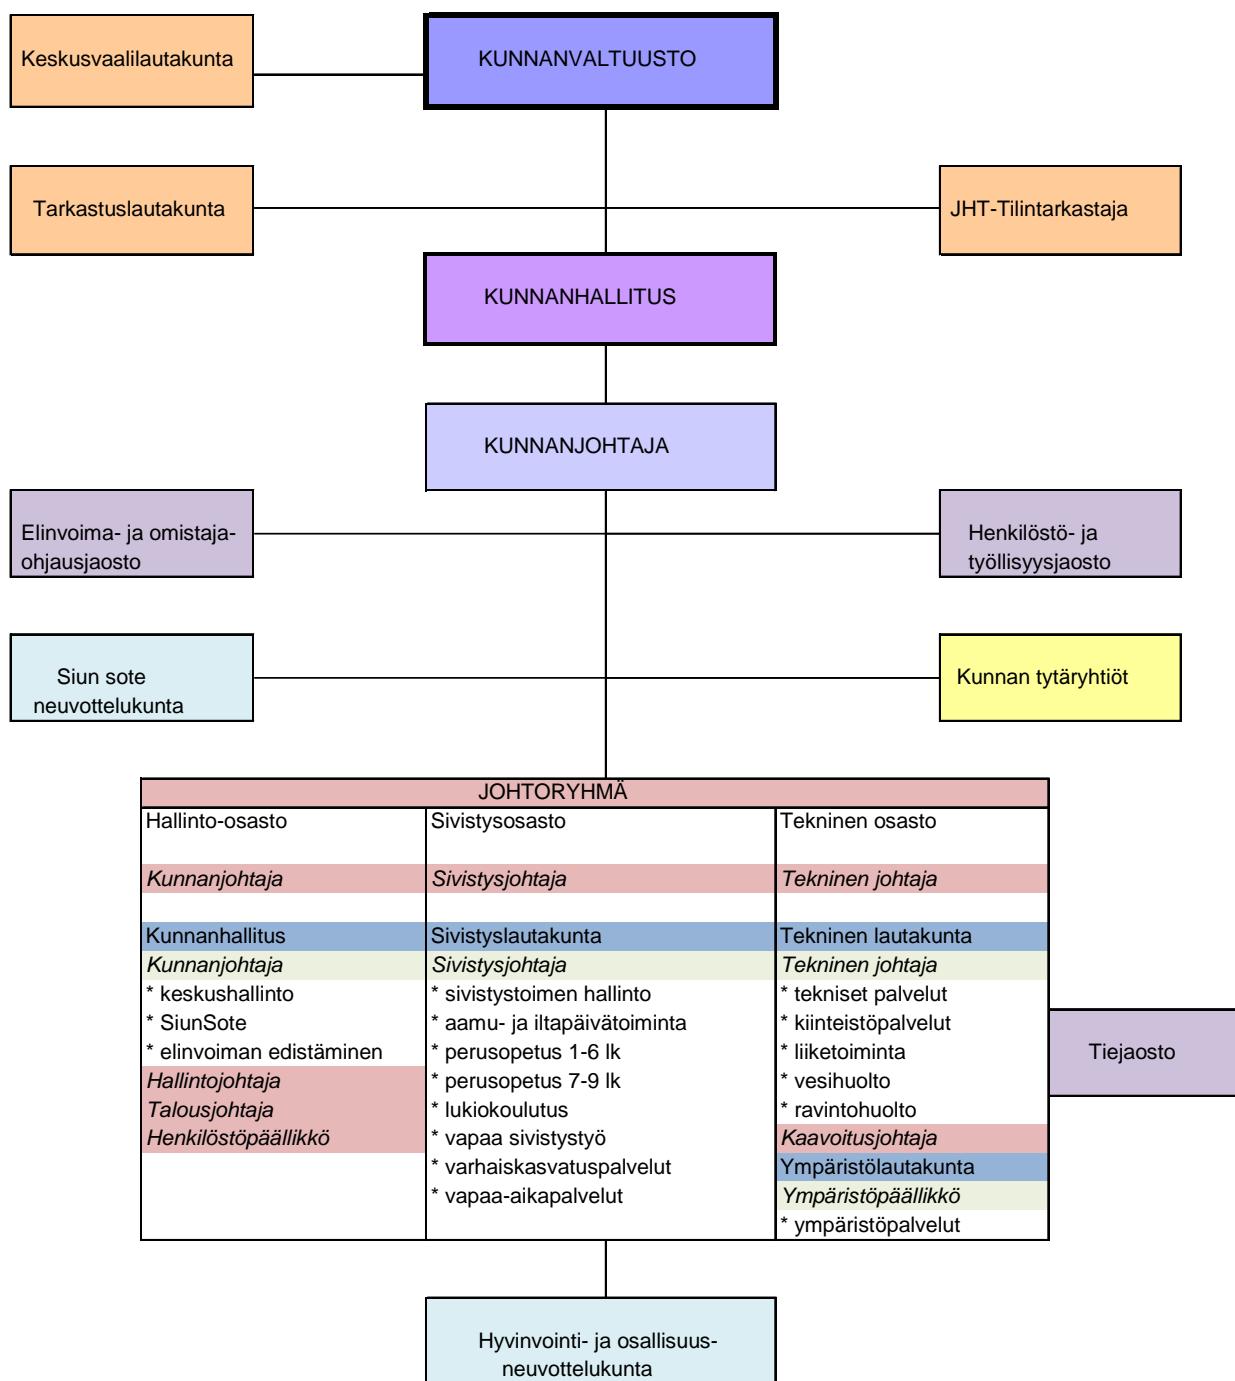 Keskusvaalilautakunta
KUNNANVALTUUSTO
Tarkastuslautakunta
JHT-Tilintarkastaja
KUNNANHALLITUS
KUNNANJOHTAJA
Elinvoima- ja omistaja-
ohjausjaosto
Henkilöstö- ja
työllisyysjaosto
Siun sote
neuvottelukunta
Kunnan tytäryhtiöt
JOHTORYHMÄ
Hallinto-osasto
Kunnanjohtaja
Kunnanhallitus
Kunnanjohtaja
* keskushallinto
* SiunSote
* elinvoiman edistäminen
Hallintojohtaja
Talousjohtaja
Henkilöstöpäällikkö
Sivistysosasto
Sivistysjohtaja
Sivistyslautakunta
Sivistysjohtaja
* sivistystoimen hallinto
* aamu- ja iltapäivätoiminta
* perusopetus 1-6 lk
* perusopetus 7-9 lk
* lukiokoulutus
* vapaa sivistystyö
* varhaiskasvatuspalvelut
* vapaa-aikapalvelut
Tekninen osasto
Tekninen johtaja
Tekninen lautakunta
Tekninen johtaja
* tekniset palvelut
* kiinteistöpalvelut
* liiketoiminta
* vesihuolto
* ravintohuolto
Kaavoitusjohtaja
Ympäristölautakunta
Ympäristöpäällikkö
* ympäristöpalvelut
Tiejaosto
Hyvinvointi- ja osallisuus-
neuvottelukunta